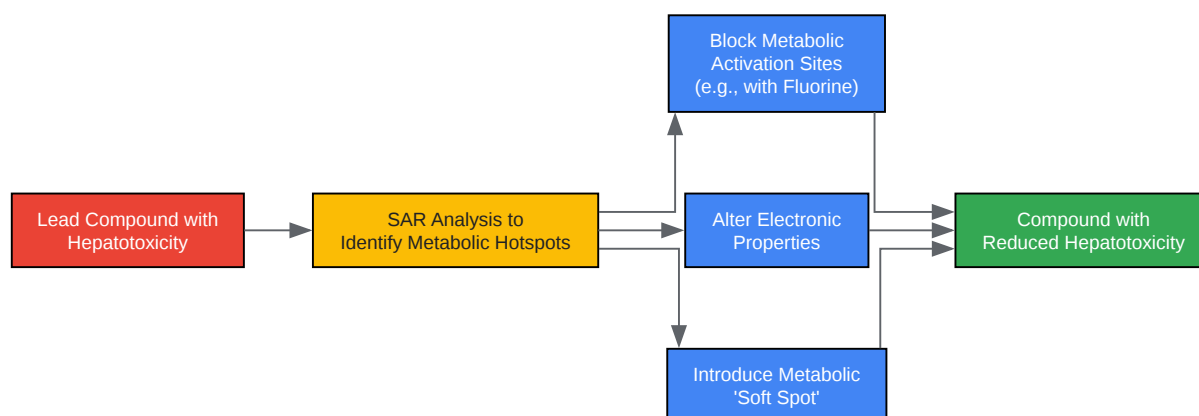 Lead Compound with
Hepatotoxicity
SAR Analysis to
Identify Metabolic Hotspots
Block Metabolic
Activation Sites
(e.g., with Fluorine)
Alter Electronic
Properties
Introduce Metabolic
'Soft Spot'
Compound with
Reduced Hepatotoxicity